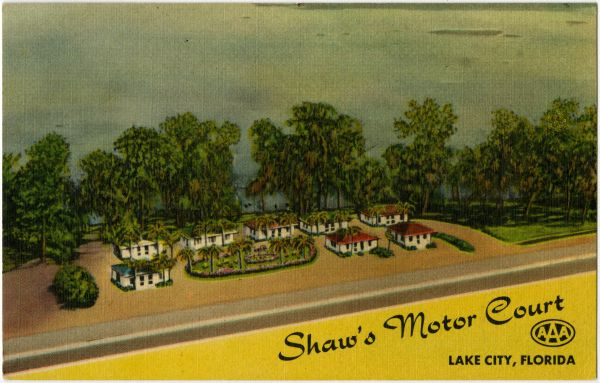 Shaw's Motor Court
AAA
LAKE CITY, FLORIDA